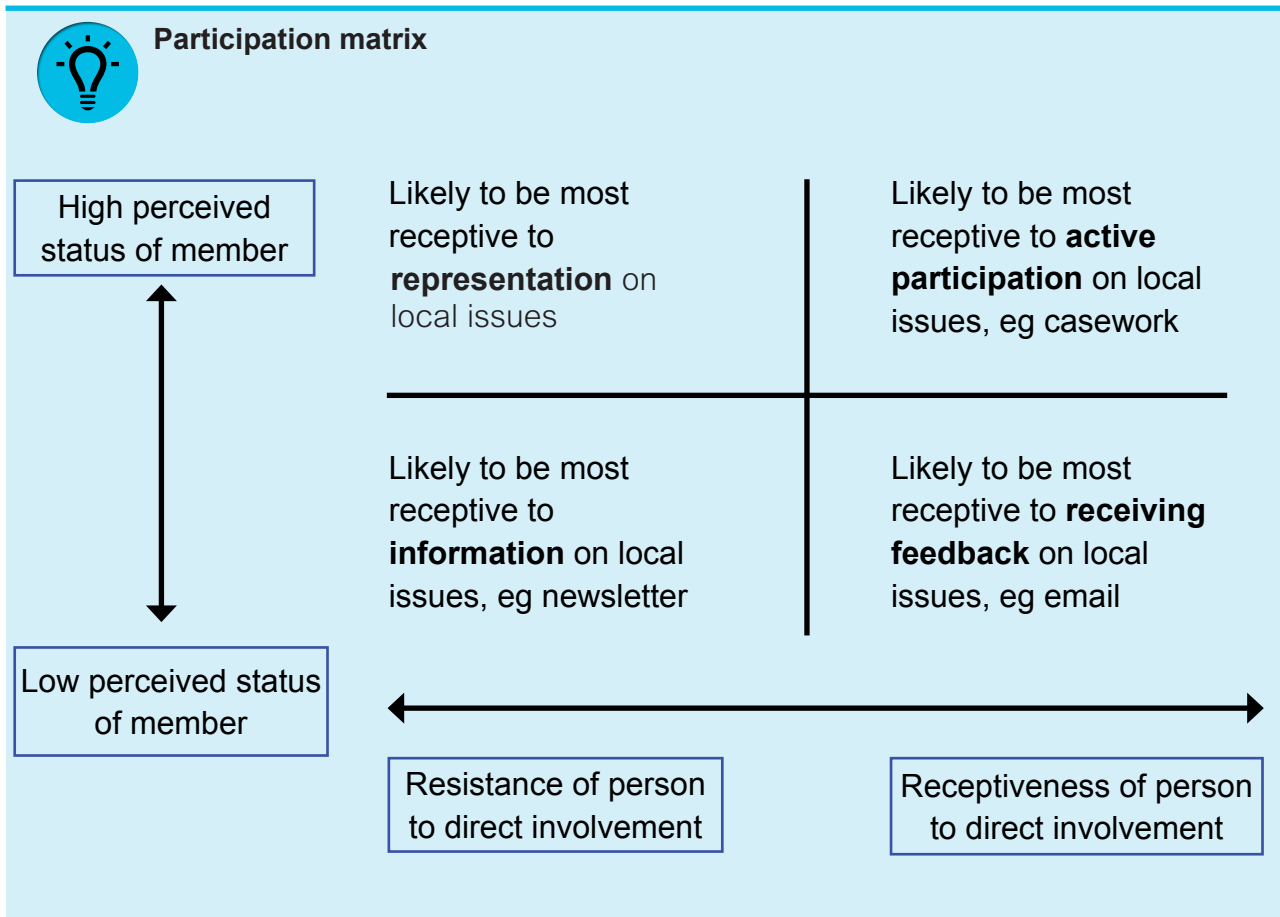 Participation matrix
High perceived
status of member
Likely to be most
receptive to
representation on
local issues
Likely to be most
receptive to active
participation on local
issues, eg casework
Likely to be most
receptive to
information on local
issues, eg newsletter
Likely to be most
receptive to receiving
feedback on local
issues, eg email
Low perceived status
of member
Resistance of person
to direct involvement
Receptiveness of person
to direct involvement